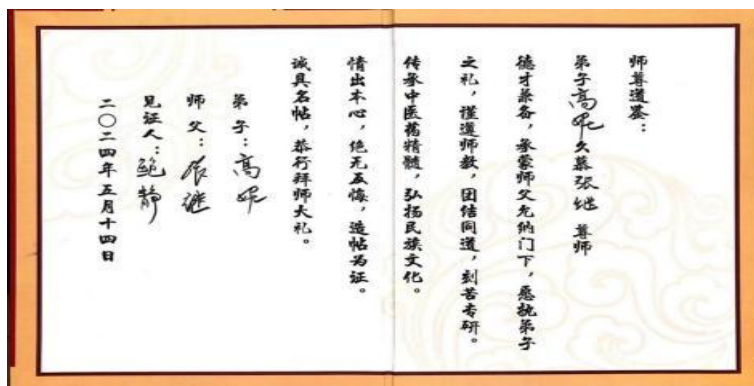 师尊道鉴：
弟子高妮久慕张继 尊师
德才兼备，承蒙师父允纳门下，愿执弟子
之礼，谨遵师教，团结同道，刻苦专研。
传承中医药精髓，弘扬民族文化。
情出本心，绝无反悔，造帖为证。
诚具名帖，恭行拜师大礼。
弟子：高妮
师父：张继
见证人：鲍静
二〇二四年五月十四日